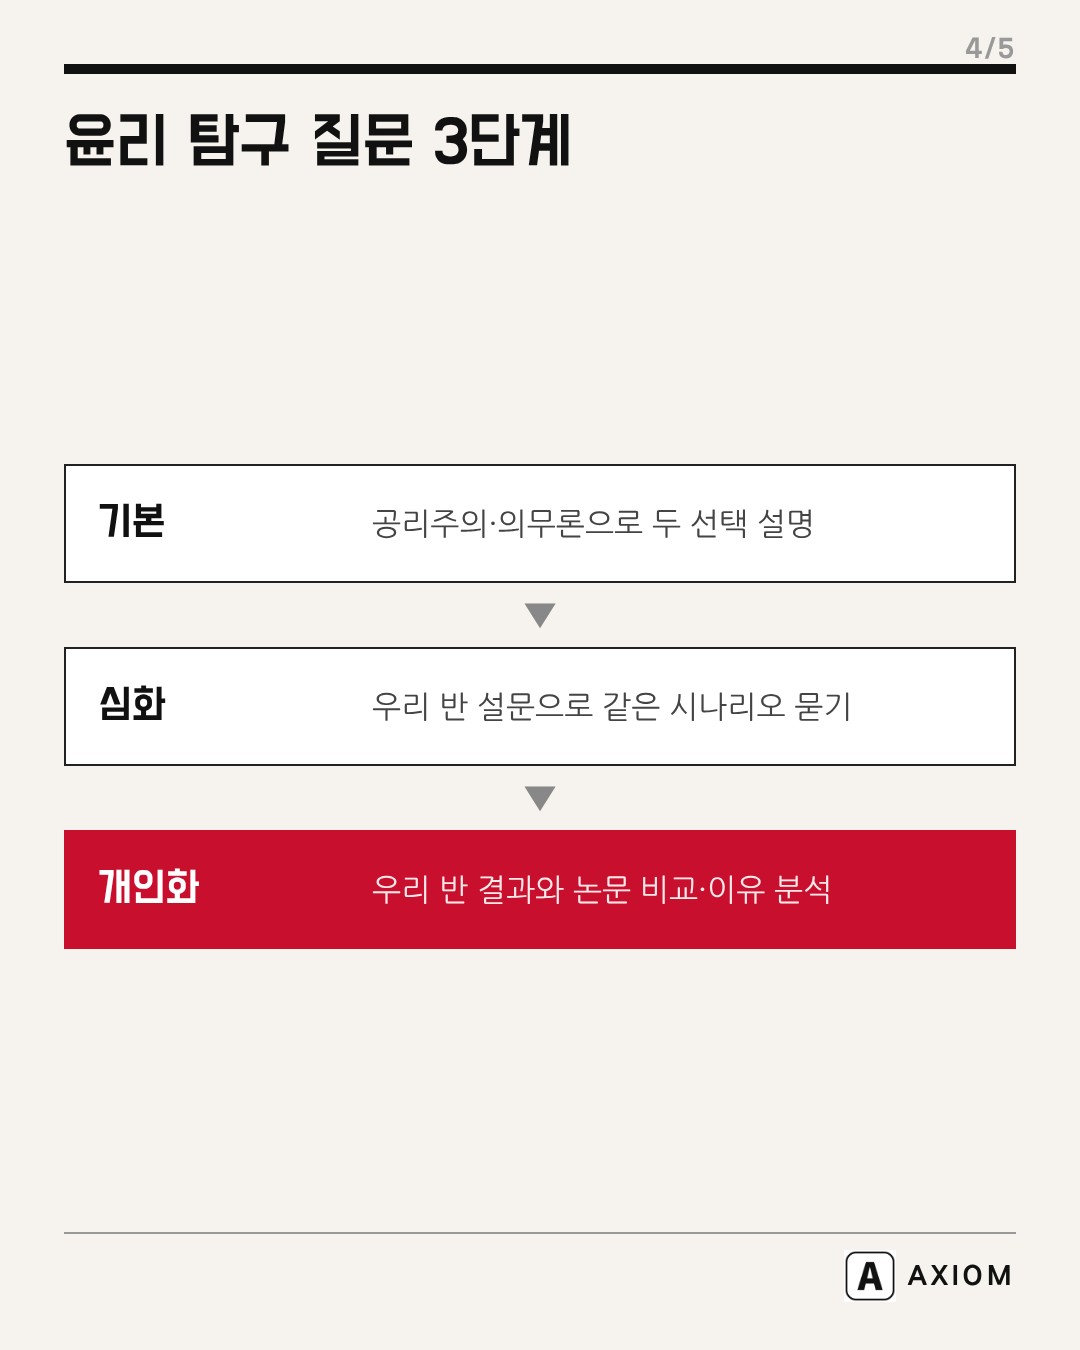 4/5
윤리 탐구 질문 3단계
기본
공리주의·의무론으로 두 선택 설명
심화
우리 반 설문으로 같은 시나리오 묻기
개인화
우리 반 결과와 논문 비교·이유 분석
A AXIOM